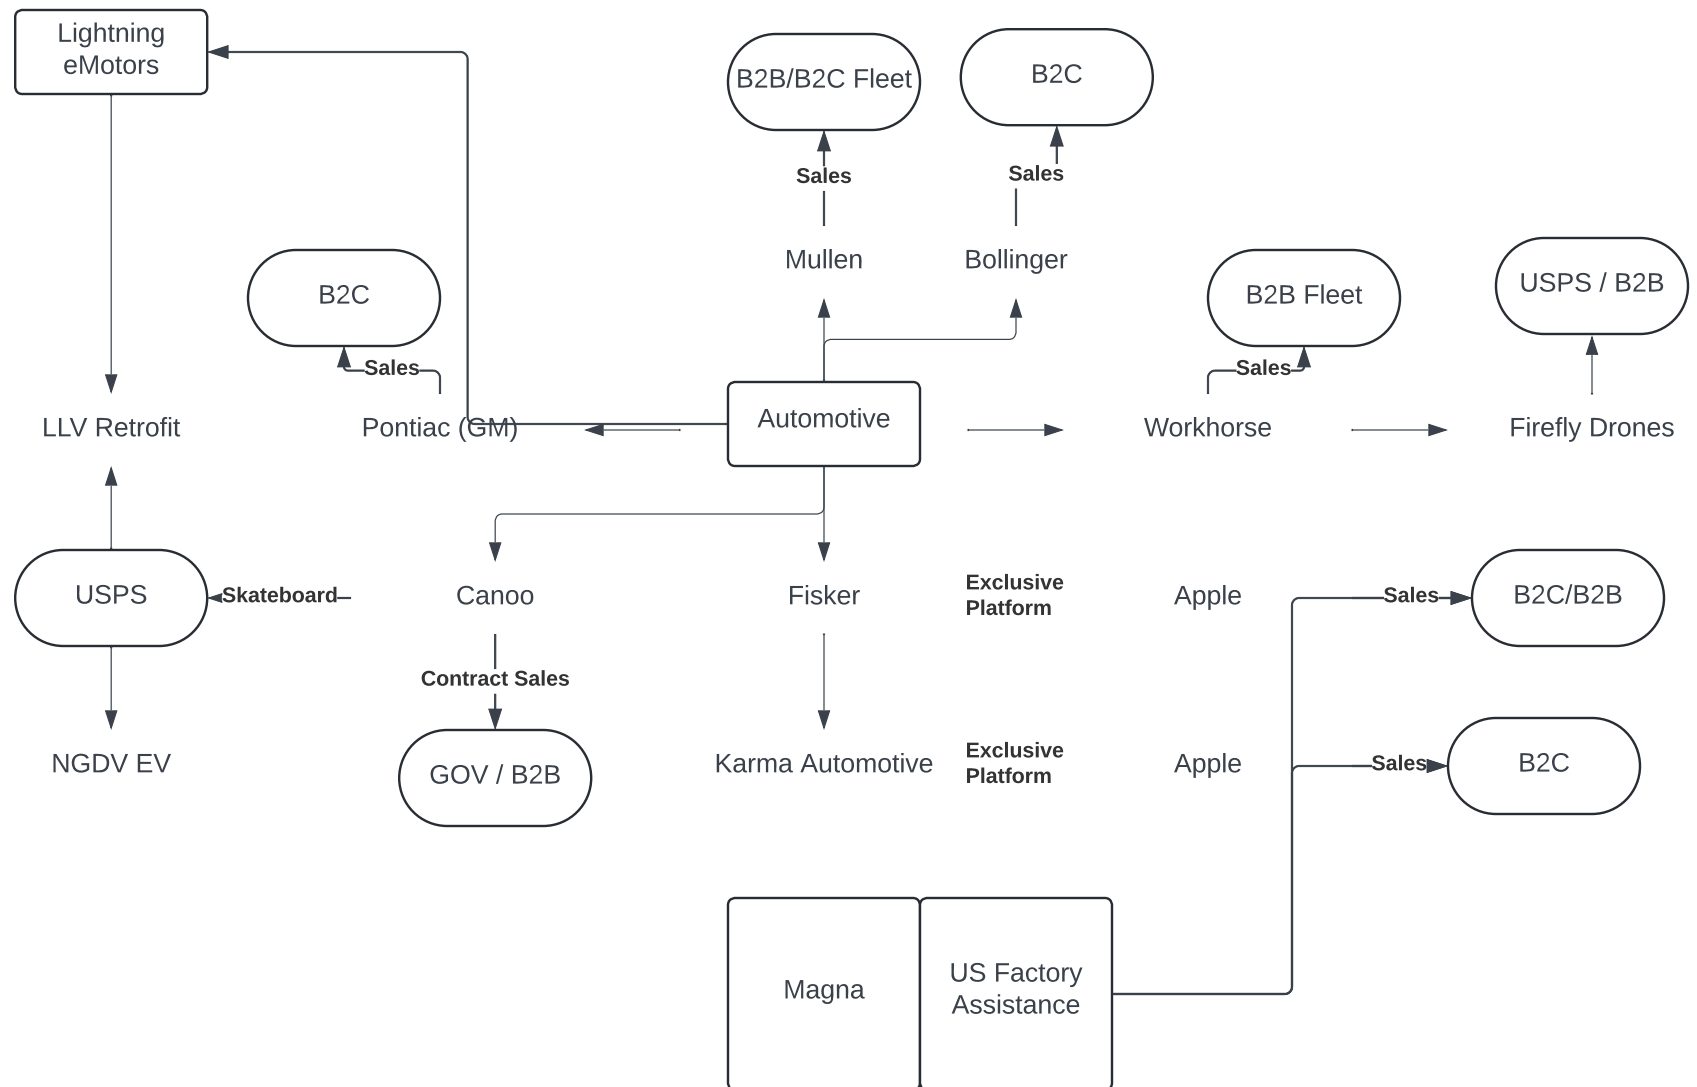 Lightning
eMotors
B2B/B2C Fleet
B2C
Sales
Sales
Mullen
Bollinger
B2C
B2B Fleet
USPS / B2B
Sales
Sales
LLV Retrofit
Pontiac (GM)
Automotive
Workhorse
Firefly Drones
USPS
Skateboard
Canoo
Fisker
Exclusive
Platform
Apple
Sales
B2C/B2B
Contract Sales
NGDV EV
GOV / B2B
Karma Automotive
Exclusive
Platform
Apple
Sales
B2C
Magna
US Factory
Assistance